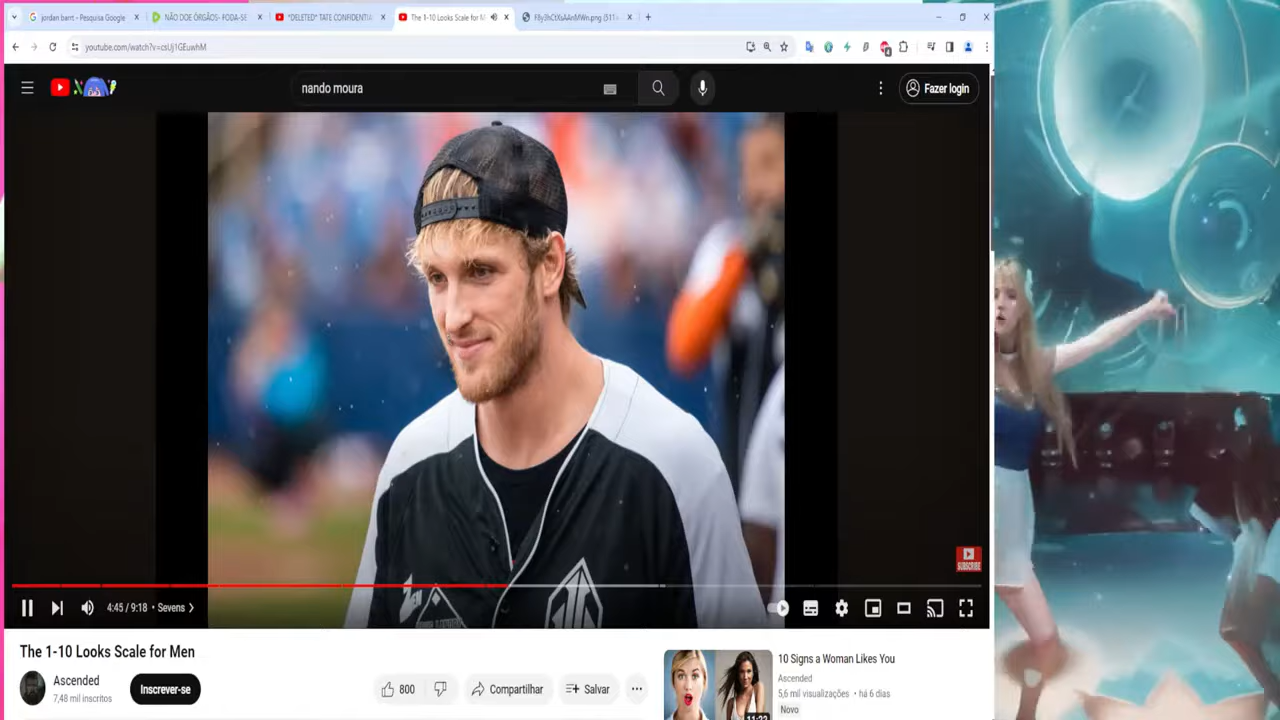 jordan barrt - Pesquisa Google
NÃO DOE ÓRGÃOS- FODA-SE
*DELETED* TATE CONFIDENTIA
The 1-10 Looks Scale for M
youtube.com/watch?v=csUj1GEuwhM
nando moura
Fazer login
SUBSCRIBE
4:45 / 9:18 • Sevens
The 1-10 Looks Scale for Men
Ascended
7,48 mil inscritos
Inscrever-se
800
Compartilhar
Salvar
10 Signs a Woman Likes You
Ascended
5,6 mil visualizações • há 6 dias
Novo